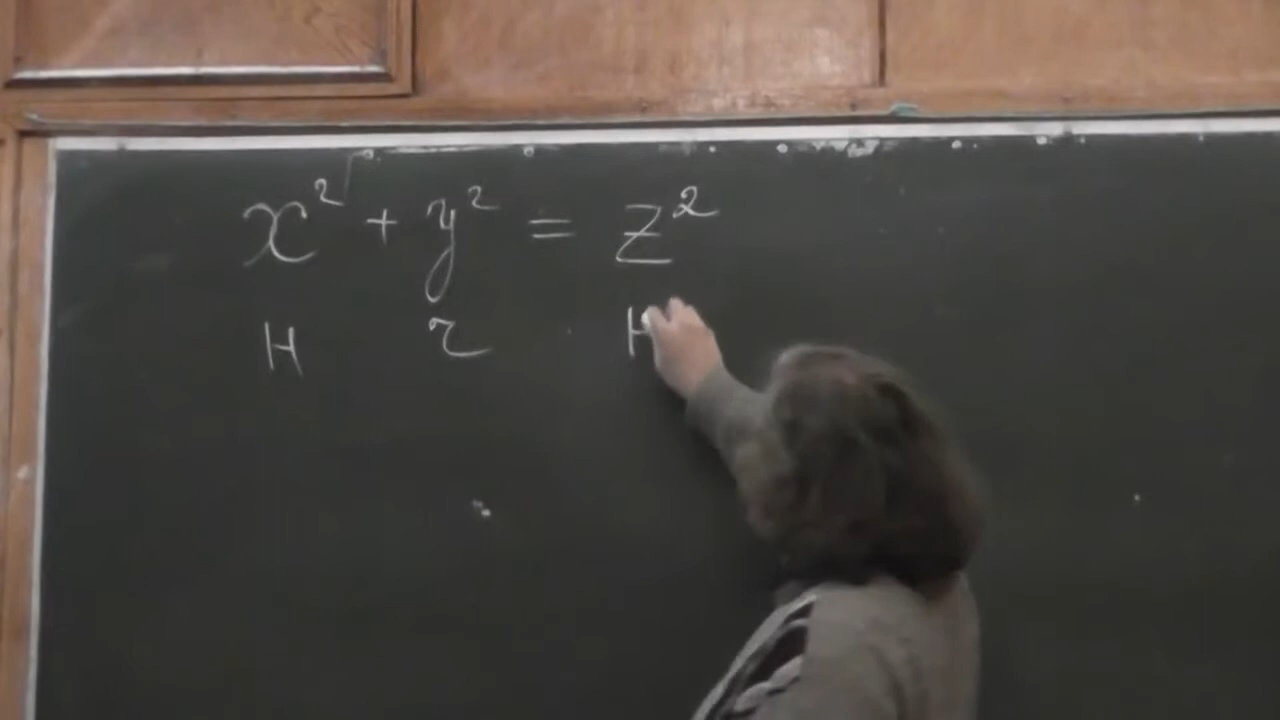 x² + y² = z²
н ч н